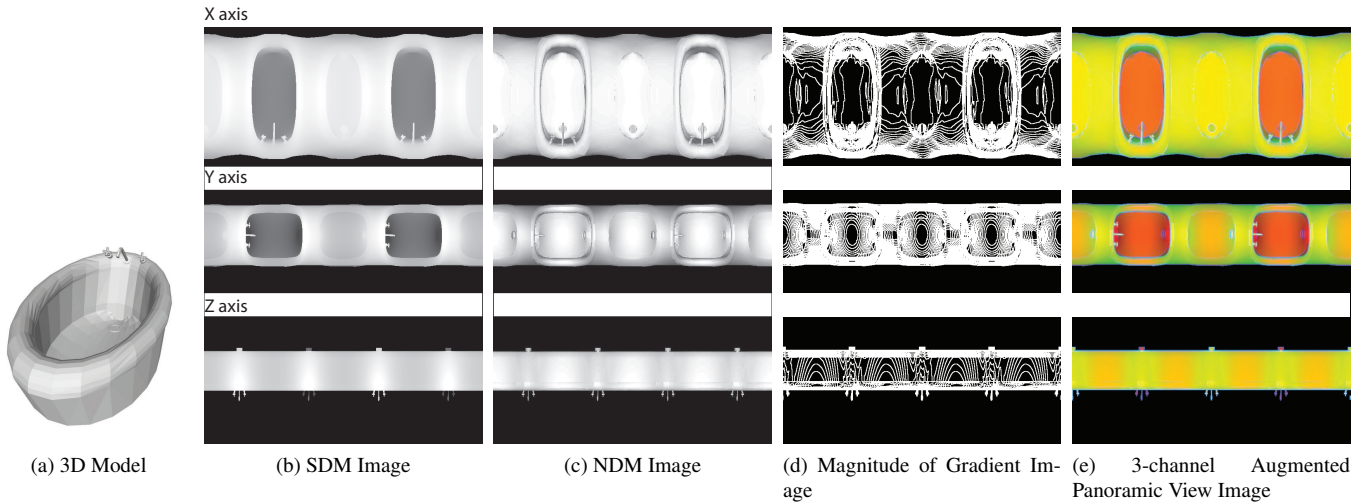 X axis
Y axis
Z axis
(a) 3D Model
(b) SDM Image
(c) NDM Image
(d) Magnitude of Gradient Im-
age
(e) 3-channel Augmented
Panoramic View Image